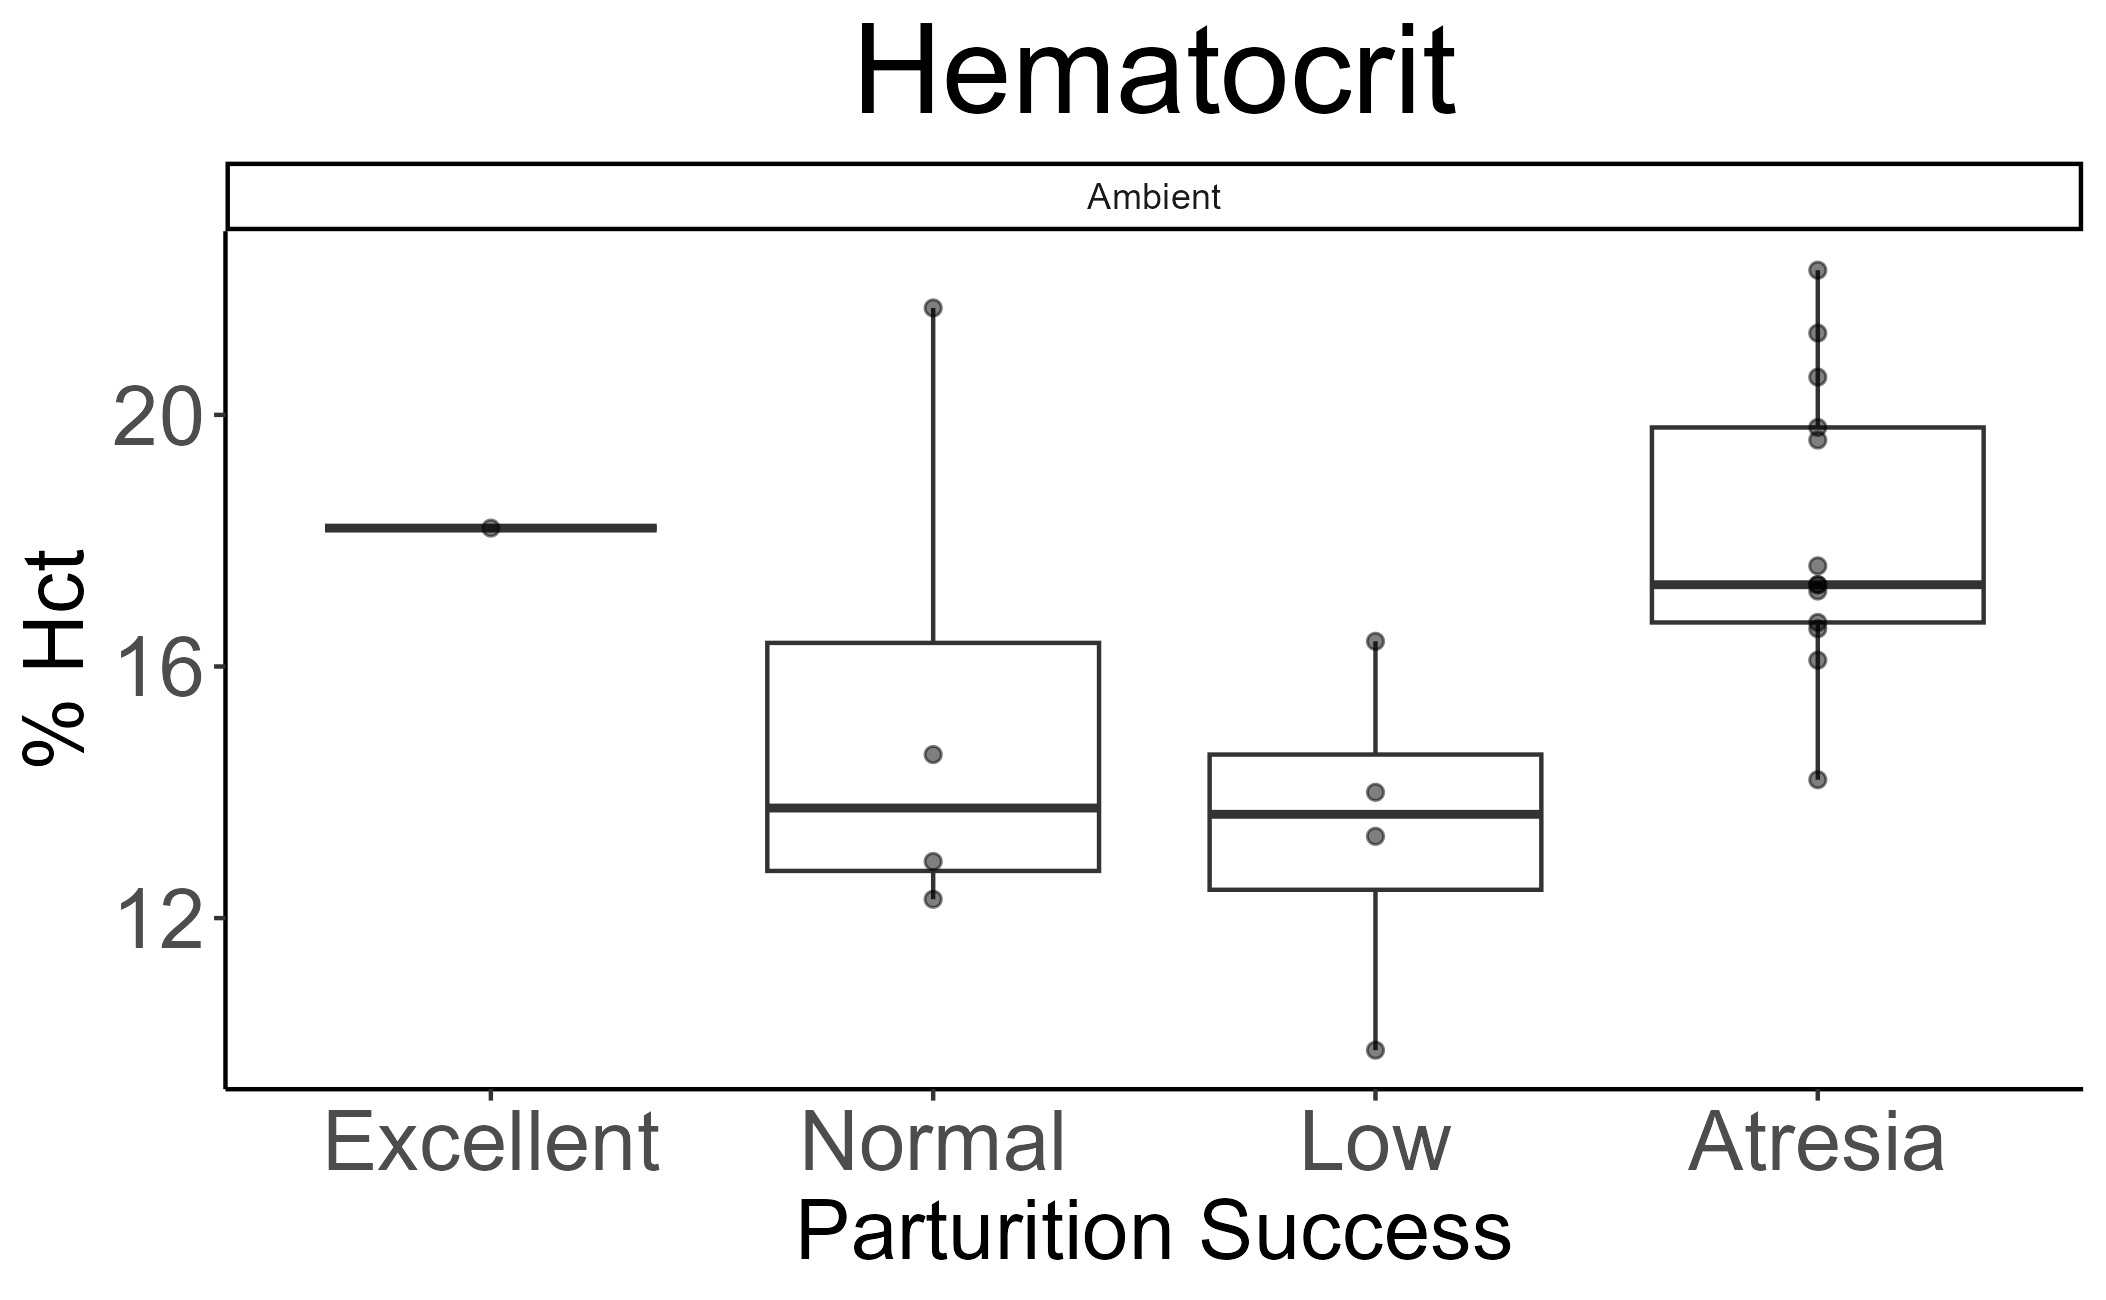 Hematocrit
Ambient
% Hct
20
16
12
Excellent Normal Low Atresia
Parturition Success